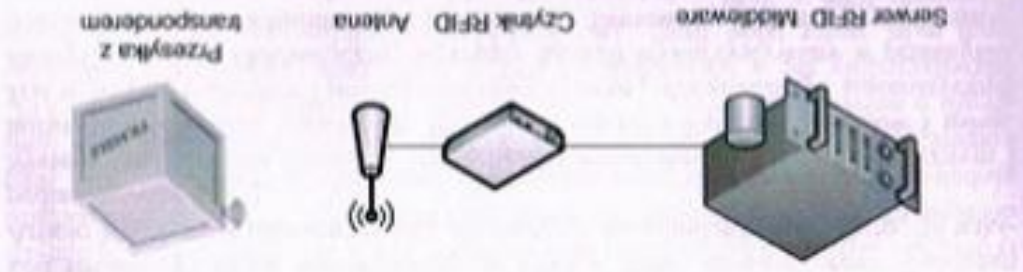 Serwer RFID Middleware
Czytnik RFID
Antena
Przesyłka z
transponderem